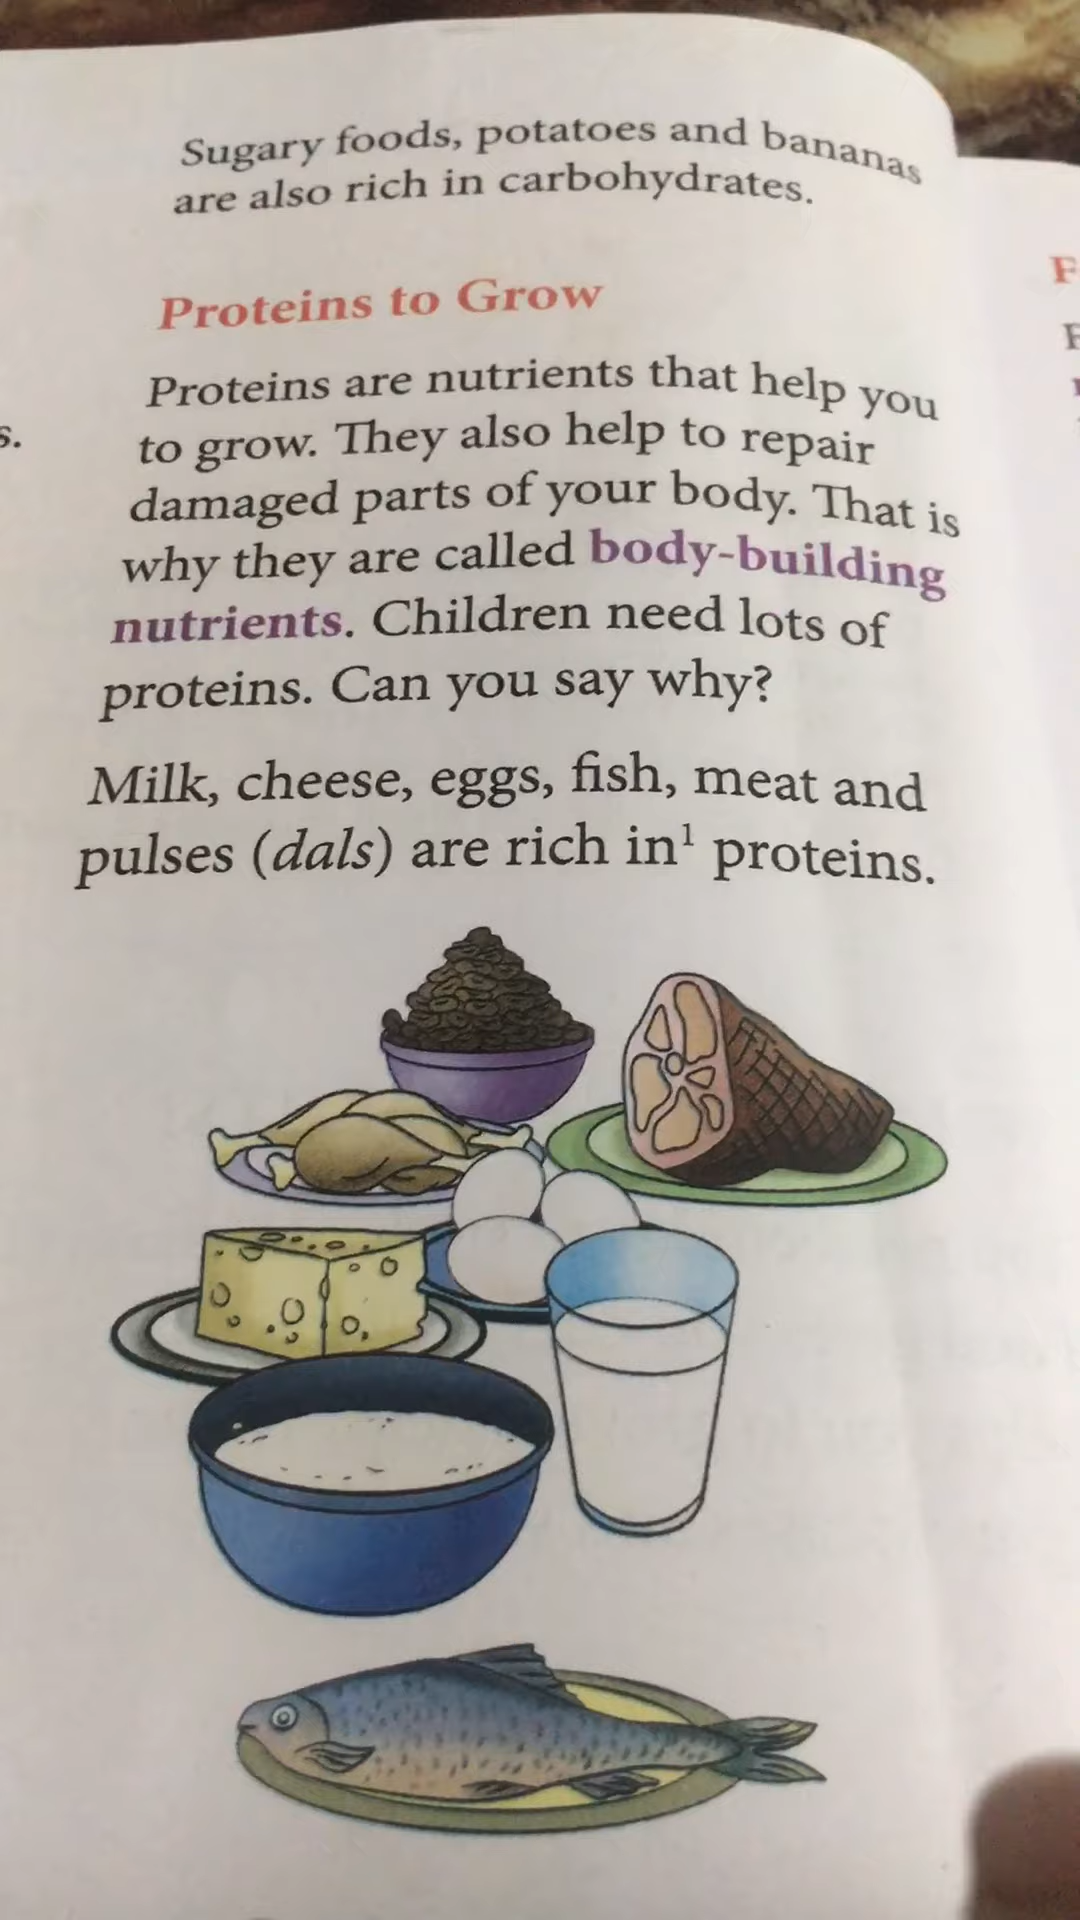 Sugary foods, potatoes and bananas
are also rich in carbohydrates.
Proteins to Grow
Proteins are nutrients that help you
to grow. They also help to repair
damaged parts of your body. That is
why they are called body-building
nutrients. Children need lots of
proteins. Can you say why?
Milk, cheese, eggs, fish, meat and
pulses (dals) are rich in¹ proteins.
s.
F